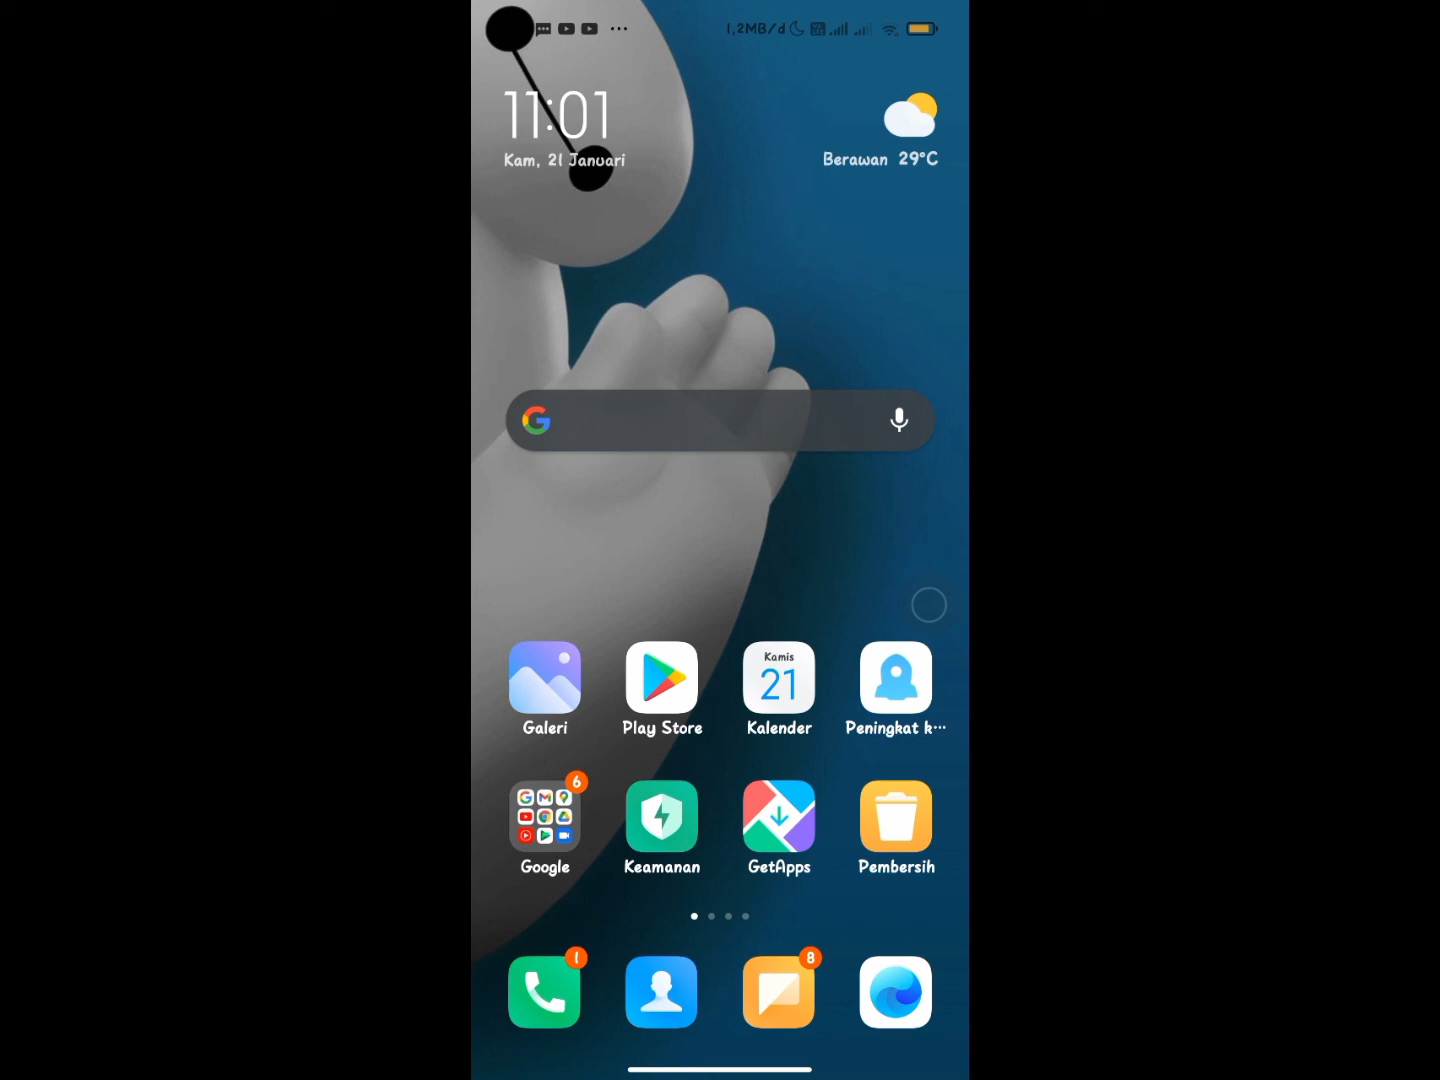 1,2MB/d
11:01
Kam, 21 Januari
Berawan 29°C
Galeri
Play Store
Kamis
21
Kalender
Peningkat k...
6
Google
Keamanan
GetApps
Pembersih
1
8